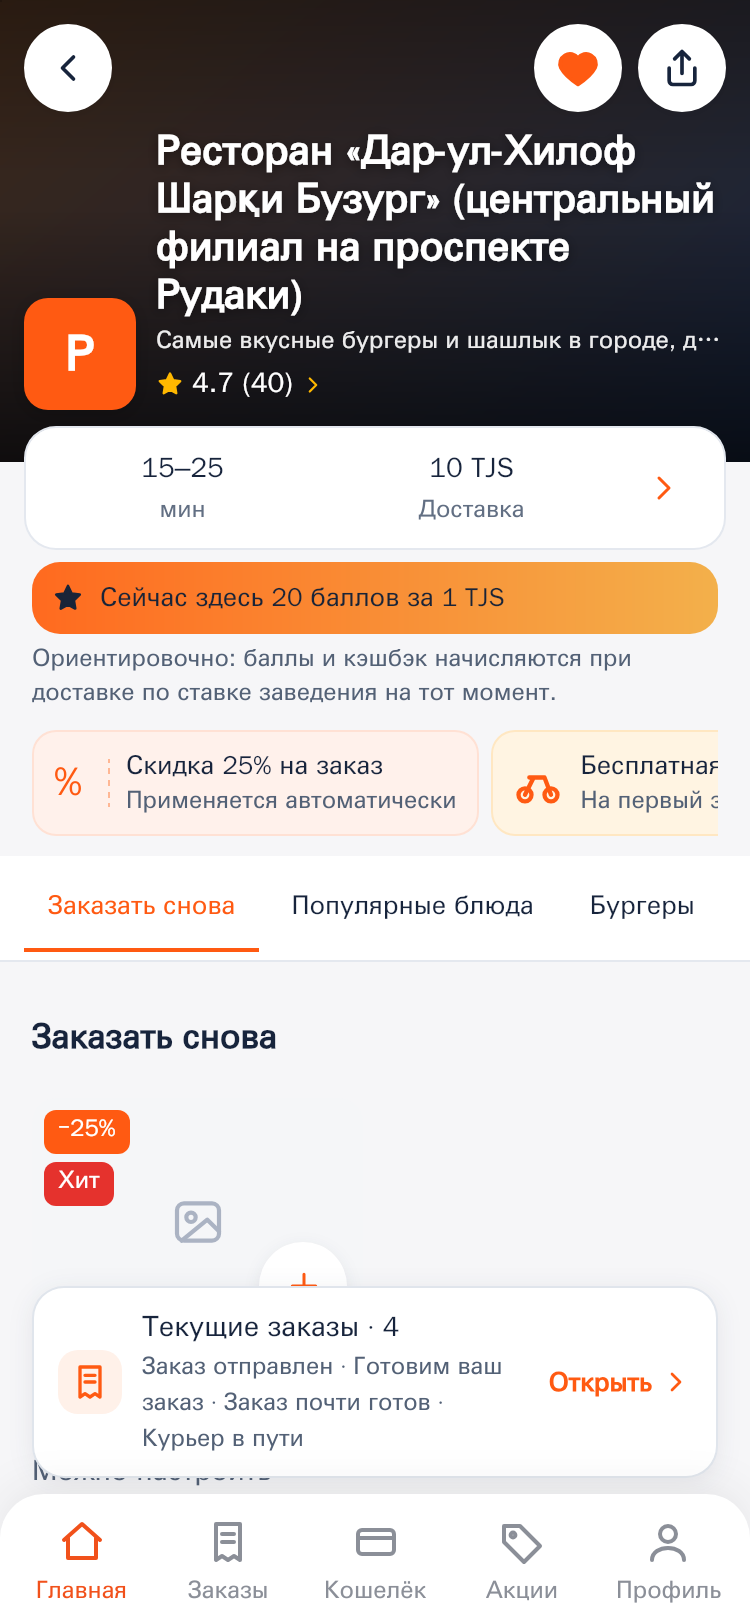 Ресторан «Дар-ул-Хилоф
Шарқи Бузург» (центральный
филиал на проспекте
Рудаки)
Р
Самые вкусные бургеры и шашлык в городе, д···
4.7 (40)
15–25
мин
10 TJS
Доставка
Сейчас здесь 20 баллов за 1 TJS
Ориентировочно: баллы и кэшбэк начисляются при
доставке по ставке заведения на тот момент.
%
Скидка 25% на заказ
Применяется автоматически
Бесплатная
На первый
Заказать снова
Популярные блюда
Бургеры
Заказать снова
−25%
Хит
Текущие заказы · 4
Заказ отправлен · Готовим ваш
заказ · Заказ почти готов ·
Курьер в пути
Открыть
Можно настроить
Главная
Заказы
Кошелёк
Акции
Профиль